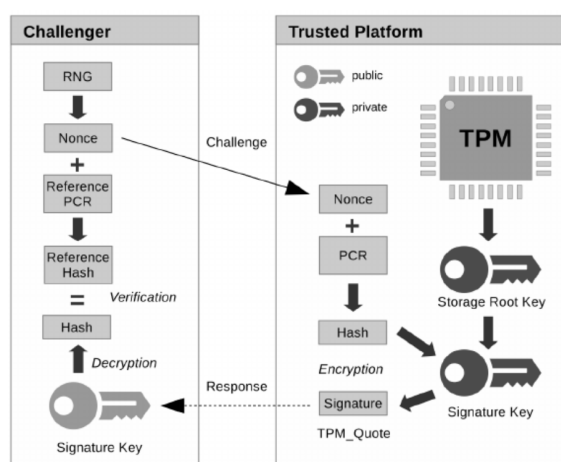 Challenger
RNG
Nonce
+
Reference
PCR
Reference
Hash
=
Verification
Hash
Decryption
Signature Key
Challenge
Response
Trusted Platform
public
private
TPM
Nonce
+
PCR
Hash
Encryption
Signature
TPM_Quote
Storage Root Key
Signature Key